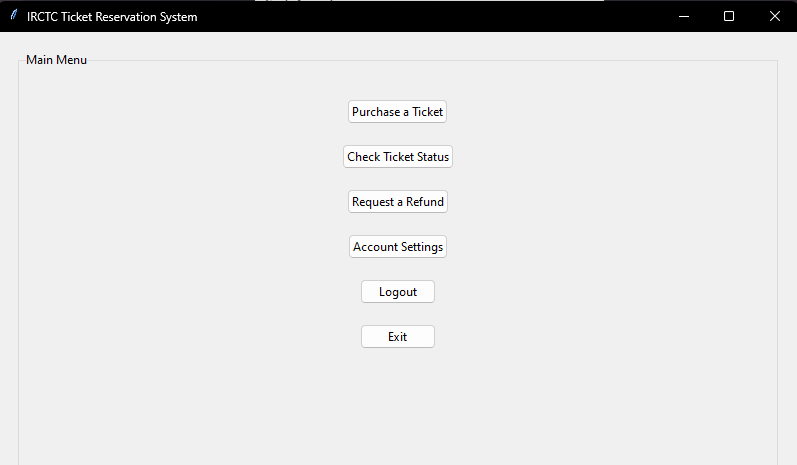 IRCTC Ticket Reservation System
Main Menu
Purchase a Ticket
Check Ticket Status
Request a Refund
Account Settings
Logout
Exit